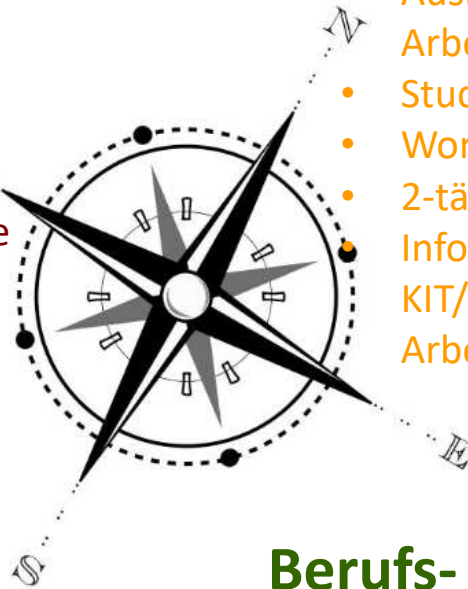 N
Arbe
• Stud
• Wor
• 2-tä
e
• Info
KIT/
Arbe
E
S
Berufs-